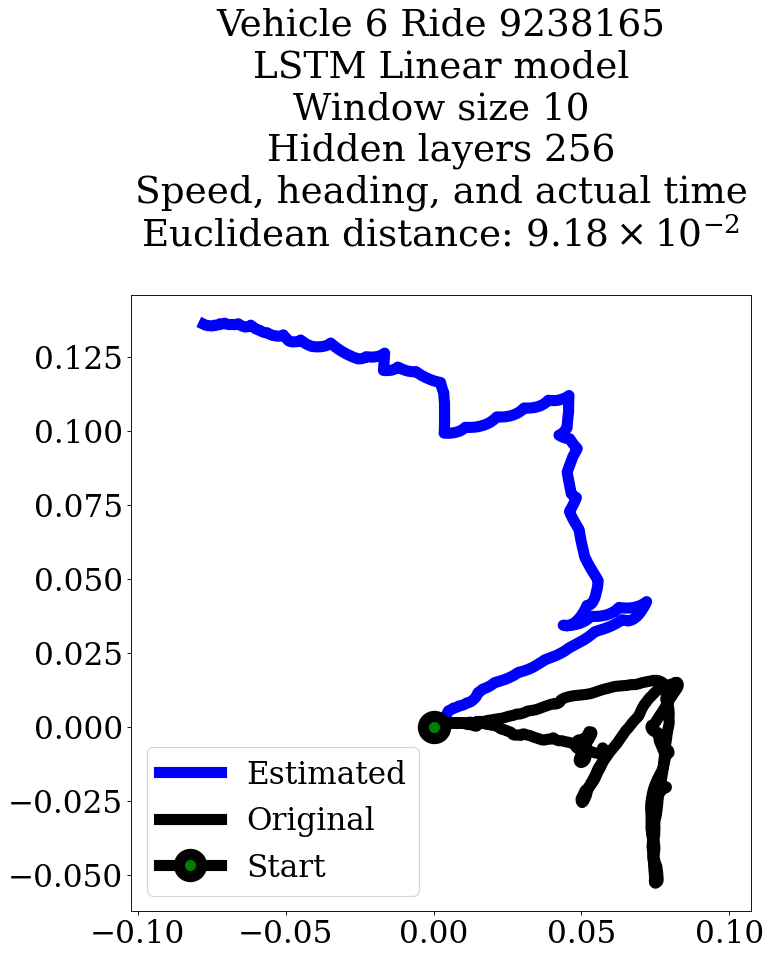 Vehicle 6 Ride 9238165
LSTM Linear model
Window size 10
Hidden layers 256
Speed, heading, and actual time
Euclidean distance: 9.18 × 10⁻²
0.125
0.100
0.075
0.050
0.025
0.000
−0.025
−0.050
Estimated
Original
Start
−0.10
−0.05
0.00
0.05
0.10